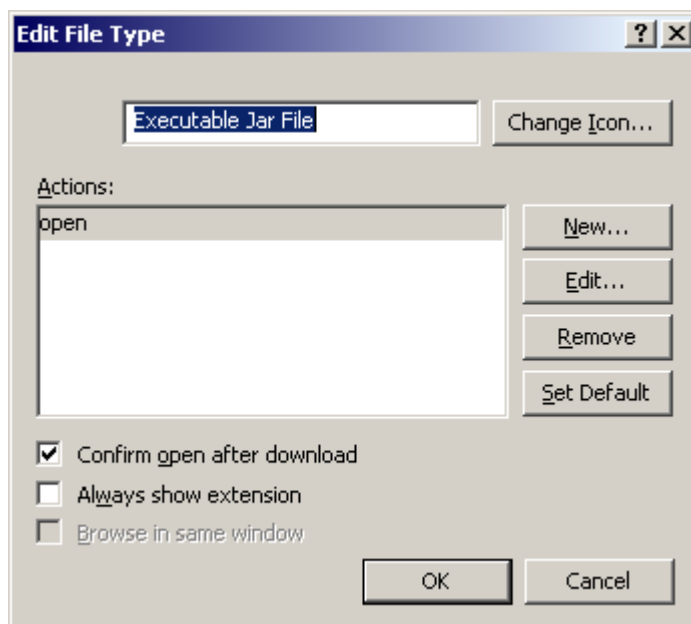 Edit File Type
Executable Jar File
Change Icon...
Actions:
open
New...
Edit...
Remove
Set Default
Confirm open after download
Always show extension
Browse in same window
OK
Cancel